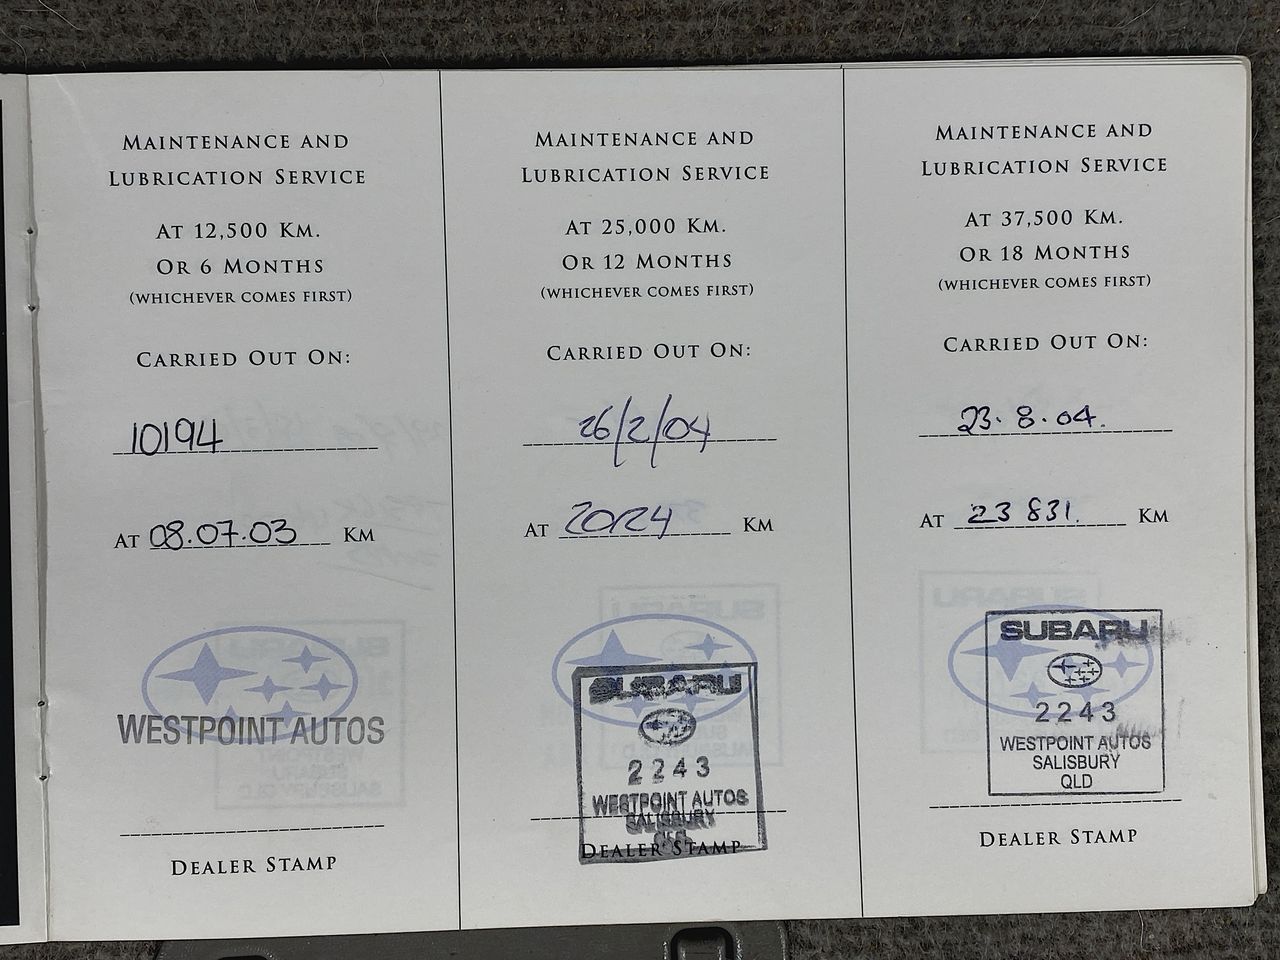 MAINTENANCE AND
LUBRICATION SERVICE
AT 12,500 KM.
OR 6 MONTHS
(WHICHEVER COMES FIRST)
CARRIED OUT ON:
10194
AT 08.07.03 KM
WESTPOINT AUTOS
DEALER STAMP
MAINTENANCE AND
LUBRICATION SERVICE
AT 25,000 KM.
OR 12 MONTHS
(WHICHEVER COMES FIRST)
CARRIED OUT ON:
26/2/04
AT KM
SUBARU
2243
WESTPOINT AUTOS
SALISBURY
QLD
DEALER STAMP
MAINTENANCE AND
LUBRICATION SERVICE
AT 37,500 KM.
OR 18 MONTHS
(WHICHEVER COMES FIRST)
CARRIED OUT ON:
23.8.04.
AT 23 831. KM
SUBARU
2243
WESTPOINT AUTOS
SALISBURY
QLD
DEALER STAMP